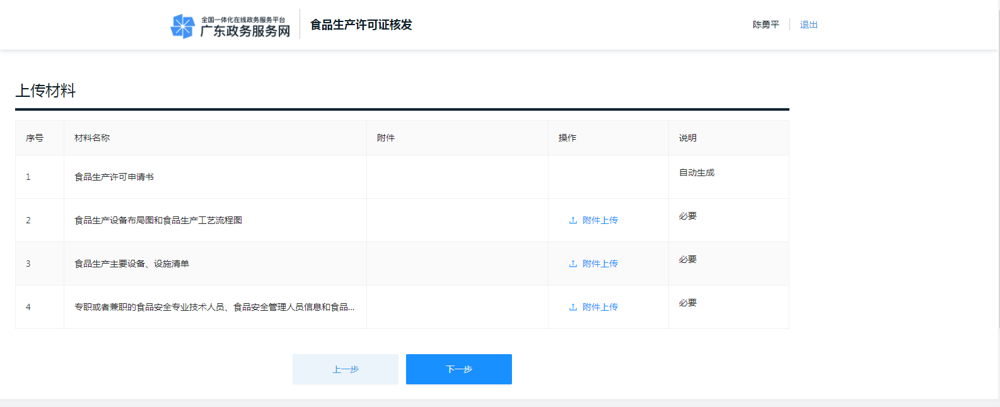 全国一体化在线政务服务平台
广东政务服务网
食品生产许可证核发
陈勇平
退出
上传材料
序号 材料名称 附件 操作 说明
1 食品生产许可申请书 自动生成
2 食品生产设备布局图和食品生产工艺流程图 附件上传 必要
3 食品生产主要设备、设施清单 附件上传 必要
4 专职或者兼职的食品安全专业技术人员、食品安全管理人员信息和食品... 附件上传 必要
上一步 下一步